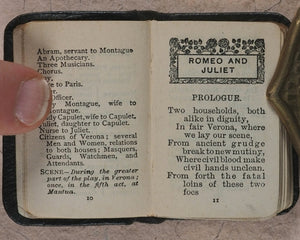 Abram, servant to Montague
An Apothecary.
Three Musicians.
Chorus.
to Paris.
Officer.
Montague, wife to
Montague.
Capulet, wife to Capulet.
daughter to Capulet.
Nurse to Juliet.
Citizens of Verona; several
Men and Women, relations
to both houses; Masquers,
Guards, Watchmen, and
Attendants.
SCENE—During the greater
part of the play, in Verona;
once, in the fifth act, at
Mantua.
10
ROMEO AND
JULIET
PROLOGUE.
Two households, both
alike in dignity,
In fair Verona, where
we lay our scene,
From ancient grudge
break to new mutiny,
Where civil blood make
civil hands unclean.
From forth the fatal
loins of these two
foes
11